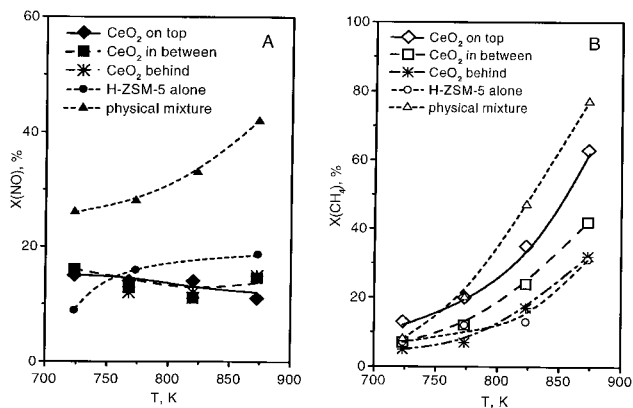 A
X(NO), %
60
40
20
0
CeO₂ on top
CeO₂ in between
CeO₂ behind
H-ZSM-5 alone
physical mixture
700 750 800 850 900
T, K
B
X(CH₄), %
100
80
60
40
20
0
CeO₂ on top
CeO₂ in between
CeO₂ behind
H-ZSM-5 alone
physical mixture
700 750 800 850 900
T, K